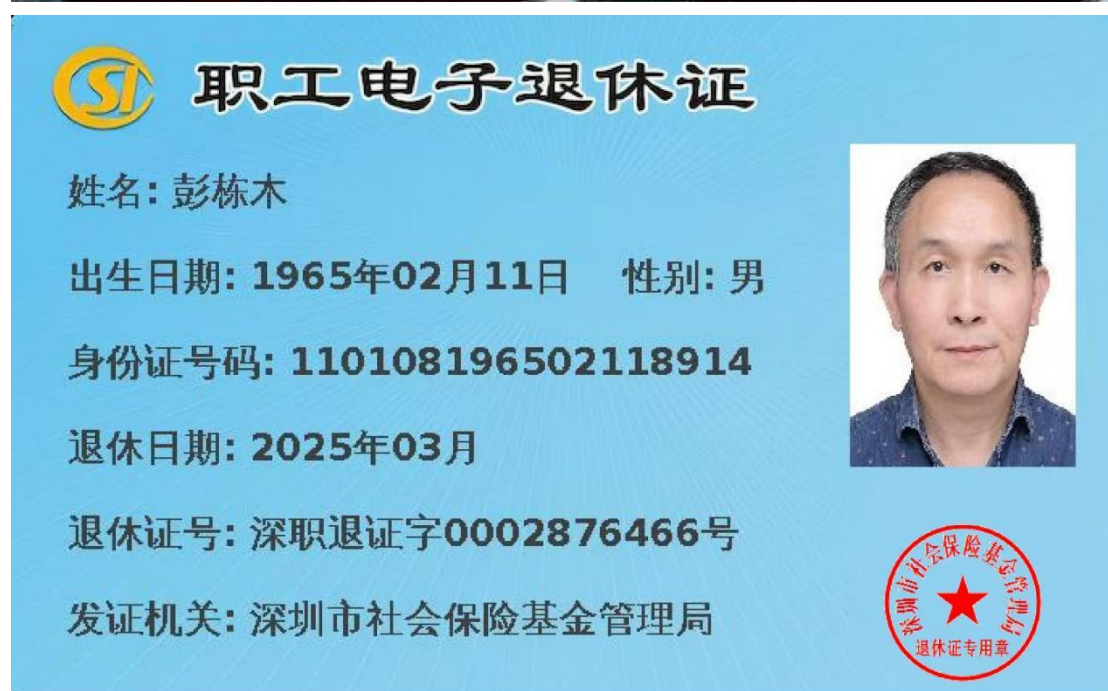 SI 职工电子退休证
姓名: 彭栋木
出生日期: 1965年02月11日 性别: 男
身份证号码: 110108196502118914
退休日期: 2025年03月
退休证号: 深职退证字0002876466号
发证机关: 深圳市社会保险基金管理局
深圳市社会保险基金管理局
退休证专用章